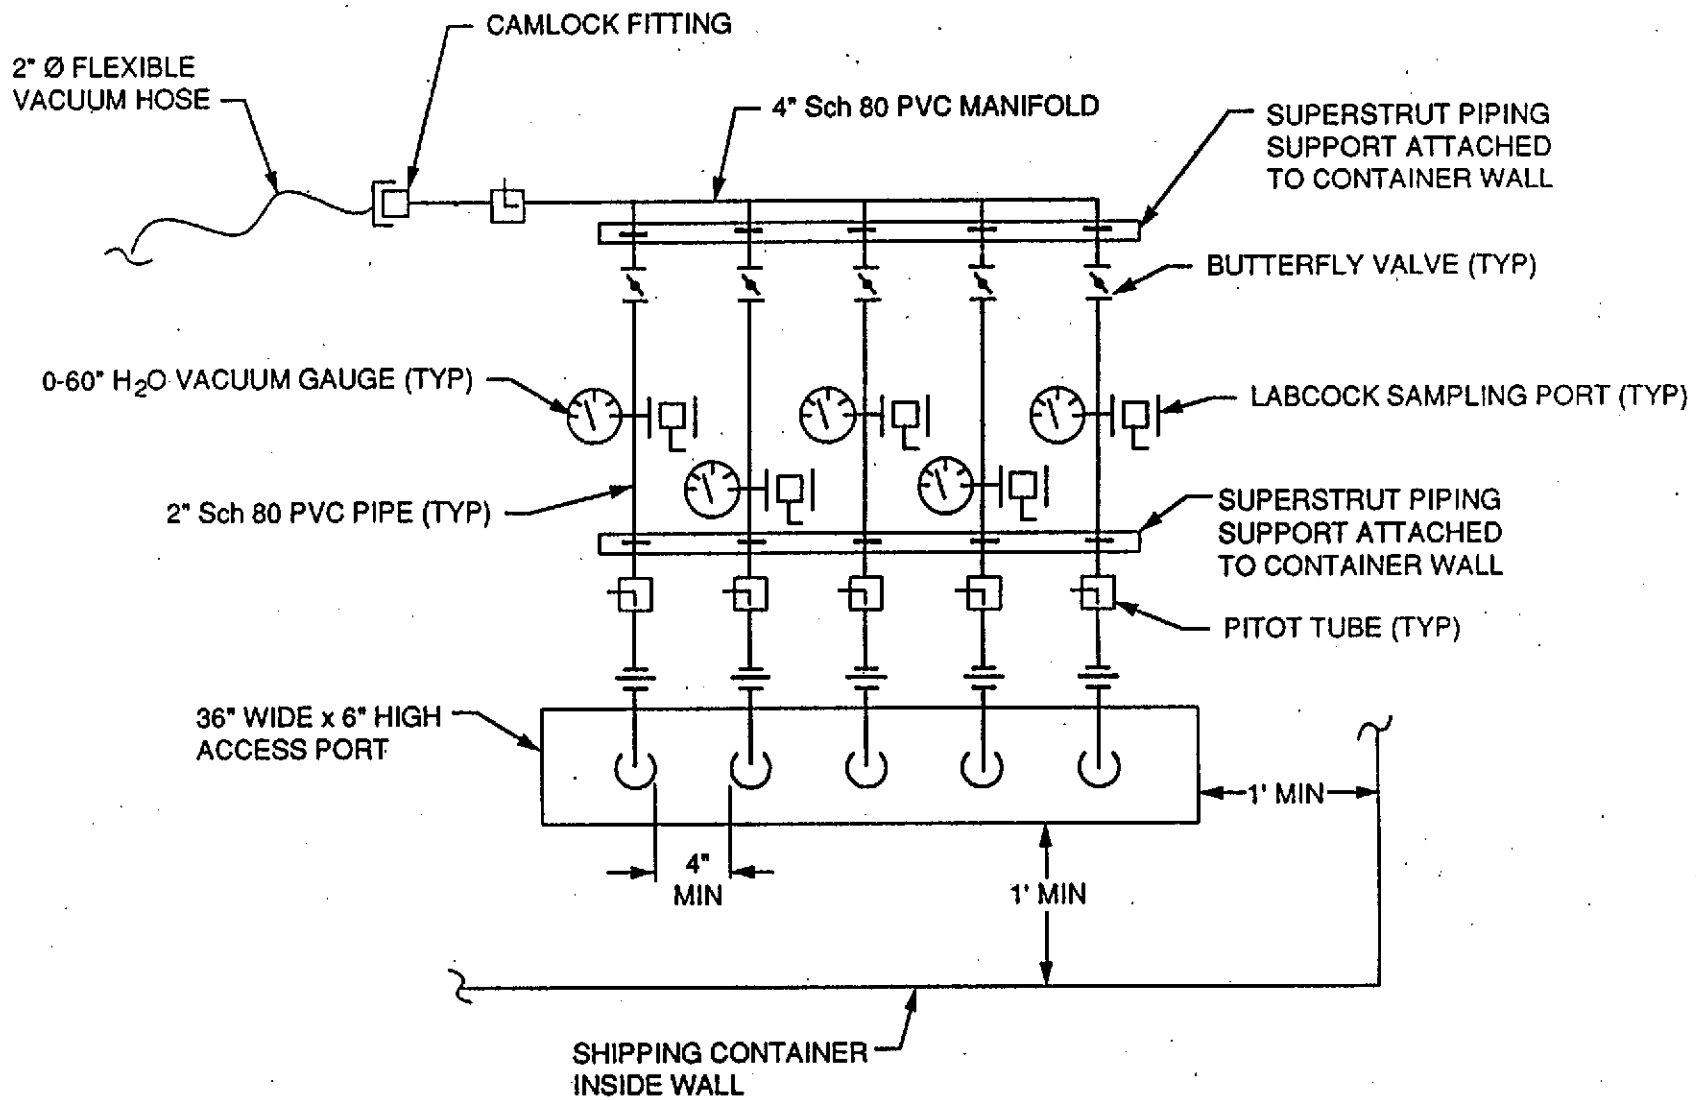 CAMLOCK FITTING
2" Ø FLEXIBLE
VACUUM HOSE
4" Sch 80 PVC MANIFOLD
SUPERSTRUT PIPING
SUPPORT ATTACHED
TO CONTAINER WALL
BUTTERFLY VALVE (TYP)
0-60" H₂O VACUUM GAUGE (TYP)
LABCOCK SAMPLING PORT (TYP)
2" Sch 80 PVC PIPE (TYP)
SUPERSTRUT PIPING
SUPPORT ATTACHED
TO CONTAINER WALL
PITOT TUBE (TYP)
36" WIDE x 6" HIGH
ACCESS PORT
1' MIN
4"
MIN
1' MIN
SHIPPING CONTAINER
INSIDE WALL